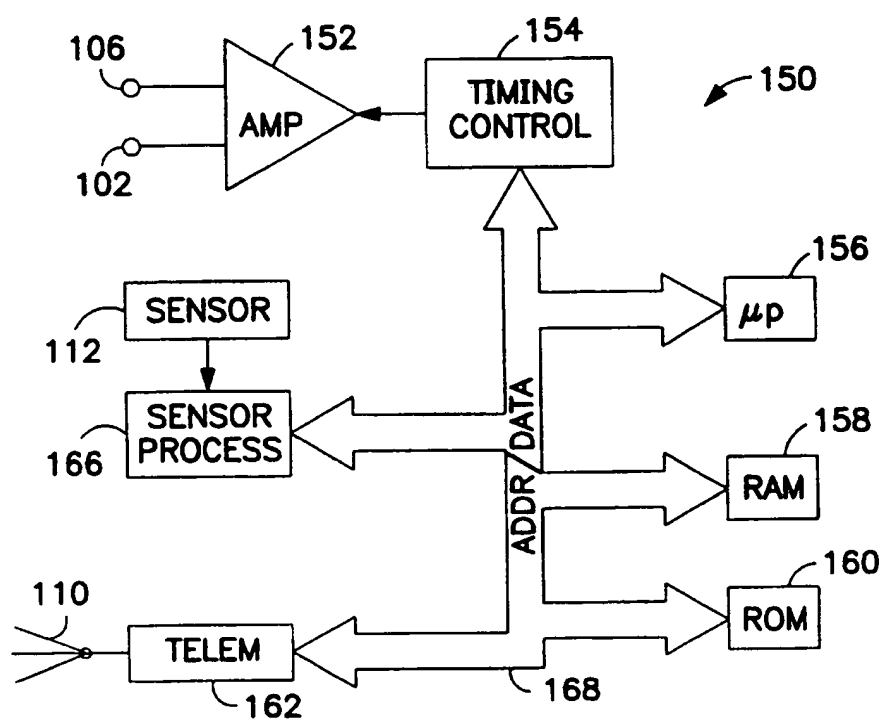 152
154
106
150
AMP
TIMING
CONTROL
102
156
SENSOR
μp
112
SENSOR
PROCESS
ADDR/DATA
158
166
RAM
160
110
TELEM
ROM
162
168